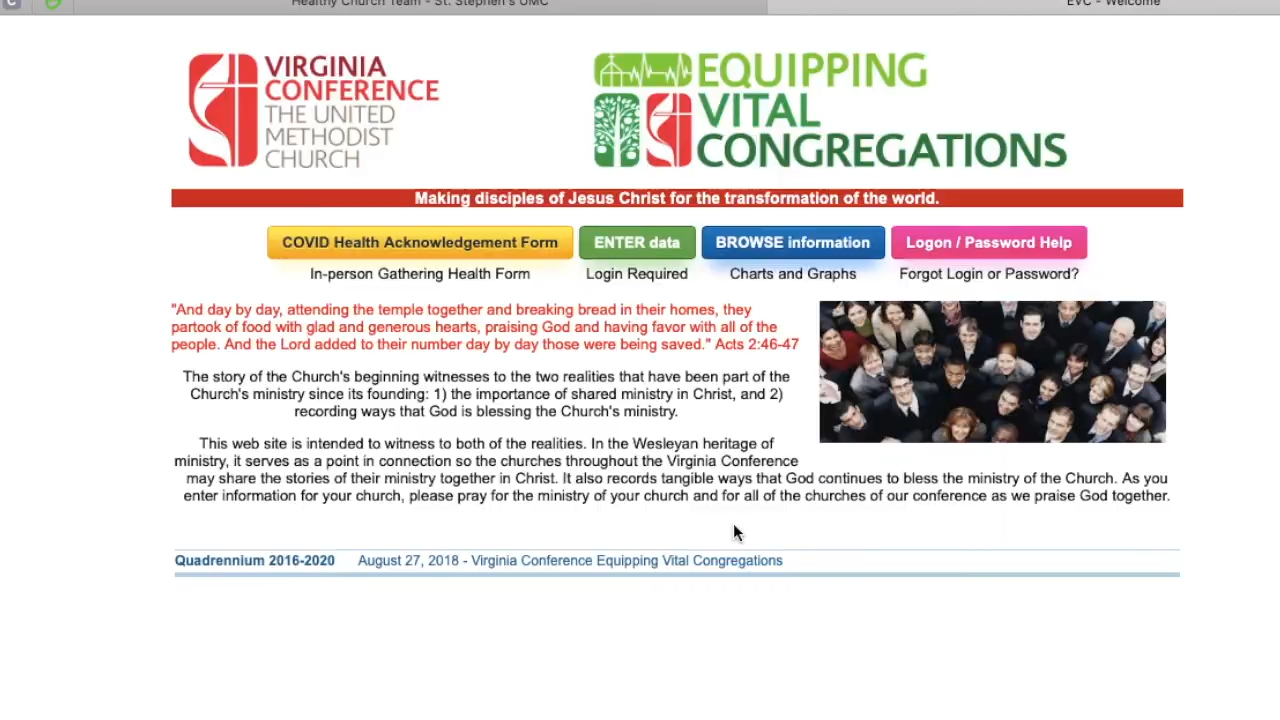 Healthy Church Team - St. Stephen's UMC
EVC - Welcome
VIRGINIA
CONFERENCE
THE UNITED
METHODIST
CHURCH
EQUIPPING
VITAL
CONGREGATIONS
Making disciples of Jesus Christ for the transformation of the world.
COVID Health Acknowledgement Form
ENTER data
BROWSE information
Logon / Password Help
In-person Gathering Health Form
Login Required
Charts and Graphs
Forgot Login or Password?
"And day by day, attending the temple together and breaking bread in their homes, they
partook of food with glad and generous hearts, praising God and having favor with all of the
people. And the Lord added to their number day by day those were being saved." Acts 2:46-47
The story of the Church's beginning witnesses to the two realities that have been part of the
Church's ministry since its founding: 1) the importance of shared ministry in Christ, and 2)
recording ways that God is blessing the Church's ministry.
This web site is intended to witness to both of the realities. In the Wesleyan heritage of
ministry, it serves as a point in connection so the churches throughout the Virginia Conference
may share the stories of their ministry together in Christ. It also records tangible ways that God continues to bless the ministry of the Church. As you
enter information for your church, please pray for the ministry of your church and for all of the churches of our conference as we praise God together.
Quadrennium 2016-2020 August 27, 2018 - Virginia Conference Equipping Vital Congregations